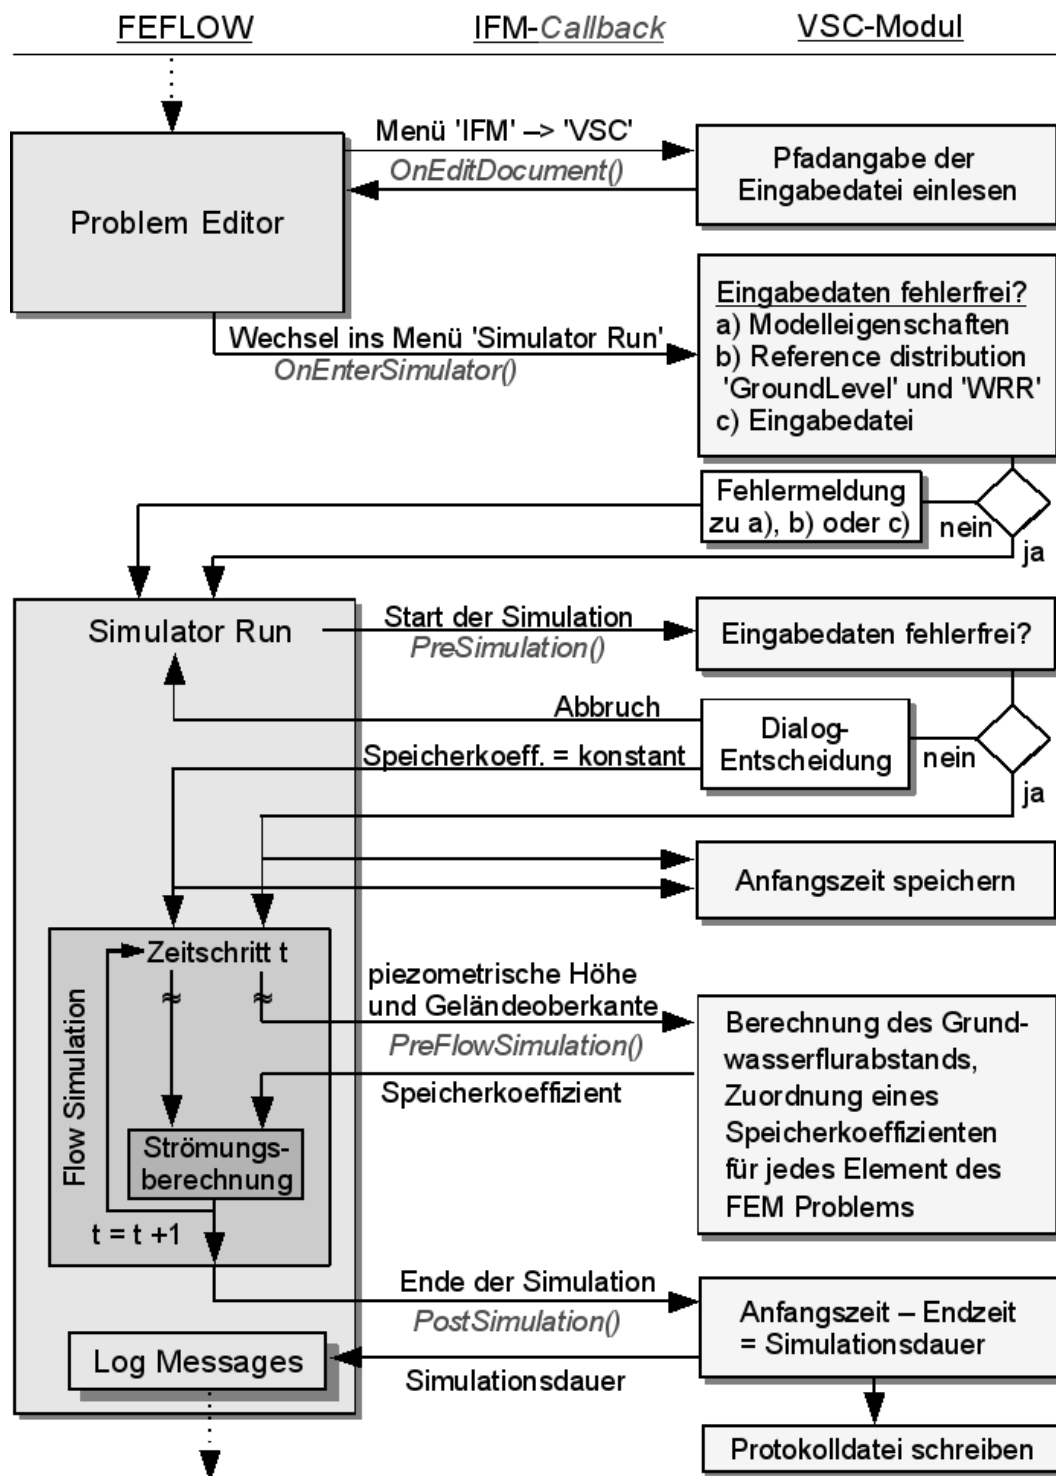 FEFLOW
IFM-Callback
VSC-Modul
Menü 'IFM' –> 'VSC'
OnEditDocument()
Problem Editor
Pfadangabe der
Eingabedatei einlesen
Wechsel ins Menü 'Simulator Run'
OnEnterSimulator()
Eingabedaten fehlerfrei?
a) Modelleigenschaften
b) Reference distribution
'GroundLevel' und 'WRR'
c) Eingabedatei
Fehlermeldung
zu a), b) oder c)
nein
ja
Simulator Run
Start der Simulation
PreSimulation()
Eingabedaten fehlerfrei?
Abbruch
Speicherkoeff. = konstant
Dialog-
Entscheidung
nein
ja
Anfangszeit speichern
Flow Simulation
Zeitschritt t
piezometrische Höhe
und Geländeoberkante
PreFlowSimulation()
Speicherkoeffizient
Berechnung des Grund-
wasserflurabstands,
Zuordnung eines
Speicherkoeffizienten
für jedes Element des
FEM Problems
Strömungs-
berechnung
t = t +1
Ende der Simulation
PostSimulation()
Anfangszeit – Endzeit
= Simulationsdauer
Log Messages
Simulationsdauer
Protokolldatei schreiben